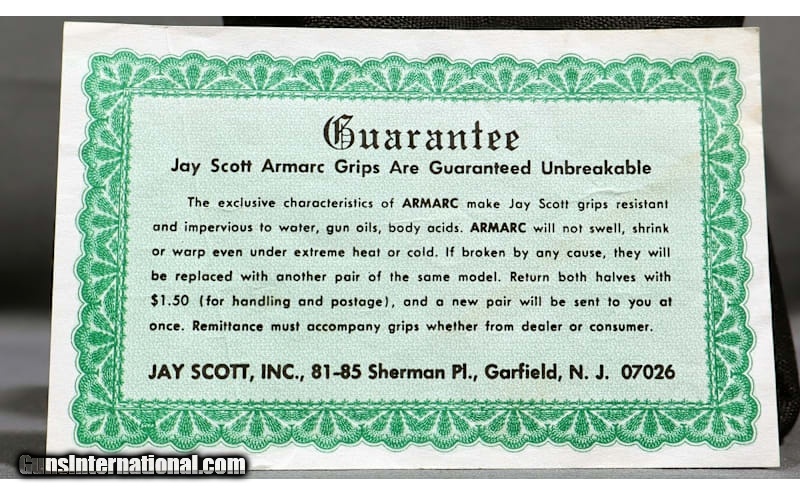 Guarantee
Jay Scott Armarc Grips Are Guaranteed Unbreakable
The exclusive characteristics of ARMARC make Jay Scott grips resistant
and impervious to water, gun oils, body acids. ARMARC will not swell, shrink
or warp even under extreme heat or cold. If broken by any cause, they will
be replaced with another pair of the same model. Return both halves with
$1.50 (for handling and postage), and a new pair will be sent to you at
once. Remittance must accompany grips whether from dealer or consumer.
JAY SCOTT, INC., 81-85 Sherman Pl., Garfield, N. J. 07026
GunsInternational.com